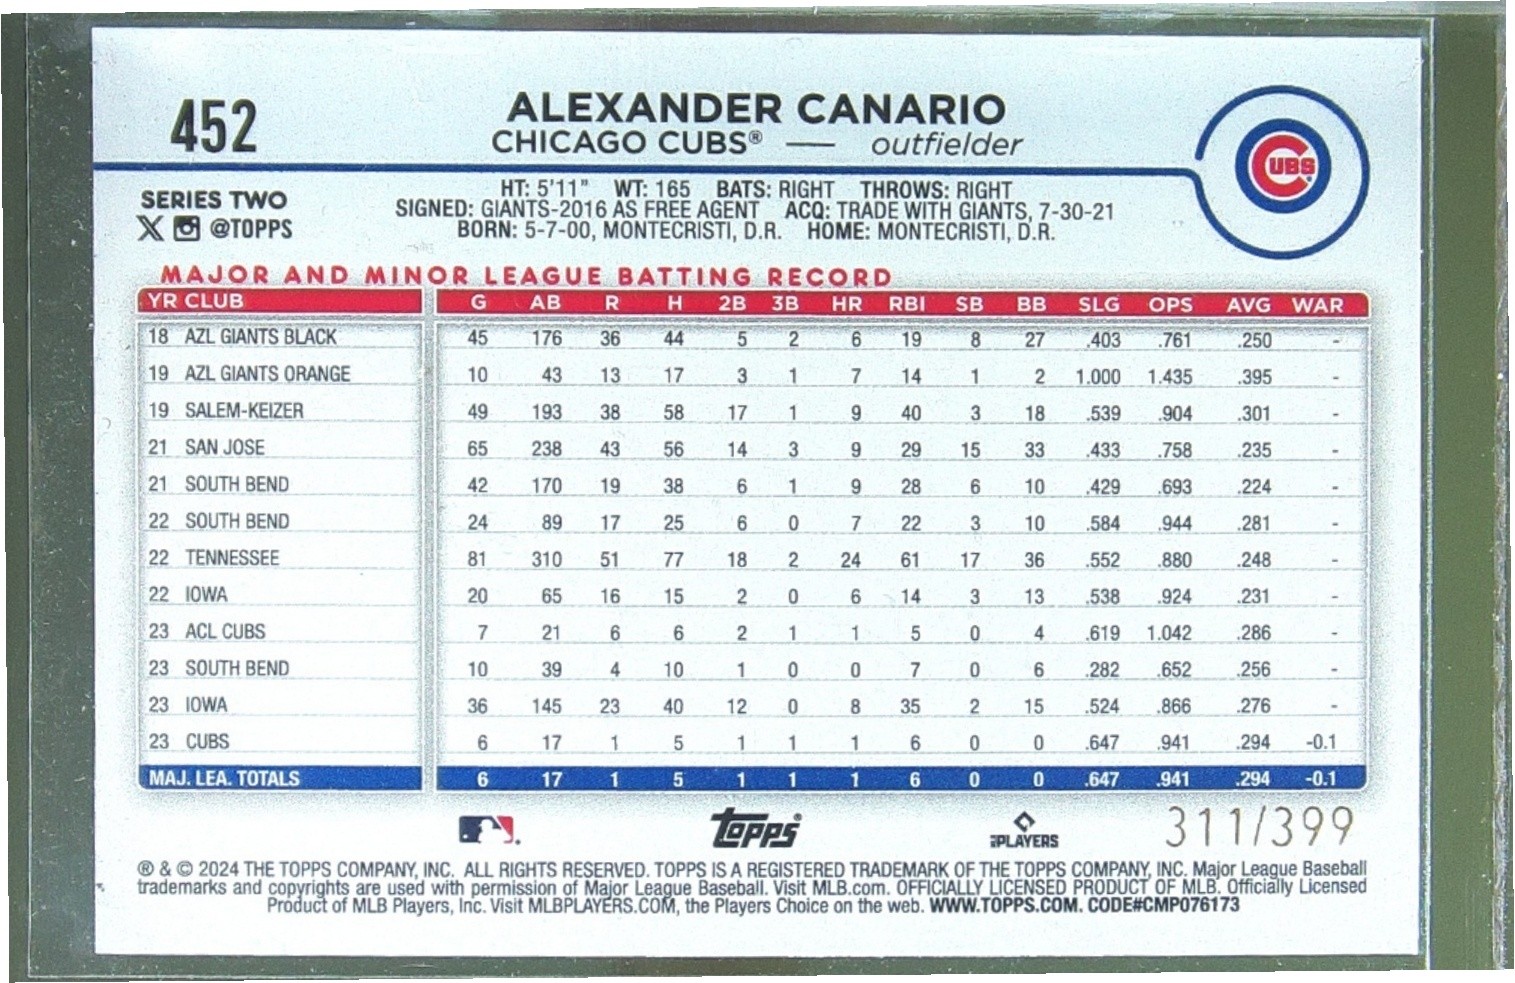 452
ALEXANDER CANARIO
CHICAGO CUBS® — outfielder
CUBS
SERIES TWO
@TOPPS
HT: 5'11" WT: 165 BATS: RIGHT THROWS: RIGHT
SIGNED: GIANTS-2016 AS FREE AGENT ACQ: TRADE WITH GIANTS, 7-30-21
BORN: 5-7-00, MONTECRISTI, D.R. HOME: MONTECRISTI, D.R.
MAJOR AND MINOR LEAGUE BATTING RECORD
YR CLUB G AB R H 2B 3B HR RBI SB BB SLG OPS AVG WAR
18 AZL GIANTS BLACK 45 176 36 44 5 2 6 19 8 27 .403 .761 .250 -
19 AZL GIANTS ORANGE 10 43 13 17 3 1 7 14 1 2 1.000 1.435 .395 -
19 SALEM-KEIZER 49 193 38 58 17 1 9 40 3 18 .539 .904 .301 -
21 SAN JOSE 65 238 43 56 14 3 9 29 15 33 .433 .758 .235 -
21 SOUTH BEND 42 170 19 38 6 1 9 28 6 10 .429 .693 .224 -
22 SOUTH BEND 24 89 17 25 6 0 7 22 3 10 .584 .944 .281 -
22 TENNESSEE 81 310 51 77 18 2 24 61 17 36 .552 .880 .248 -
22 IOWA 20 65 16 15 2 0 6 14 3 13 .538 .924 .231 -
23 ACL CUBS 7 21 6 6 2 1 1 5 0 4 .619 1.042 .286 -
23 SOUTH BEND 10 39 4 10 1 0 0 7 0 6 .282 .652 .256 -
23 IOWA 36 145 23 40 12 0 8 35 2 15 .524 .866 .276 -
23 CUBS 6 17 1 5 1 1 1 6 0 0 .647 .941 .294 -0.1
MAJ. LEA. TOTALS 6 17 1 5 1 1 1 6 0 0 .647 .941 .294 -0.1
Topps® PLAYERS 311/399
® & © 2024 THE TOPPS COMPANY, INC. ALL RIGHTS RESERVED. TOPPS IS A REGISTERED TRADEMARK OF THE TOPPS COMPANY, INC. Major League Baseball
trademarks and copyrights are used with permission of Major League Baseball. Visit MLB.com. OFFICIALLY LICENSED PRODUCT OF MLB. Officially Licensed
Product of MLB Players, Inc. Visit MLBPLAYERS.COM, the Players Choice on the web. WWW.TOPPS.COM. CODE#CMP076173